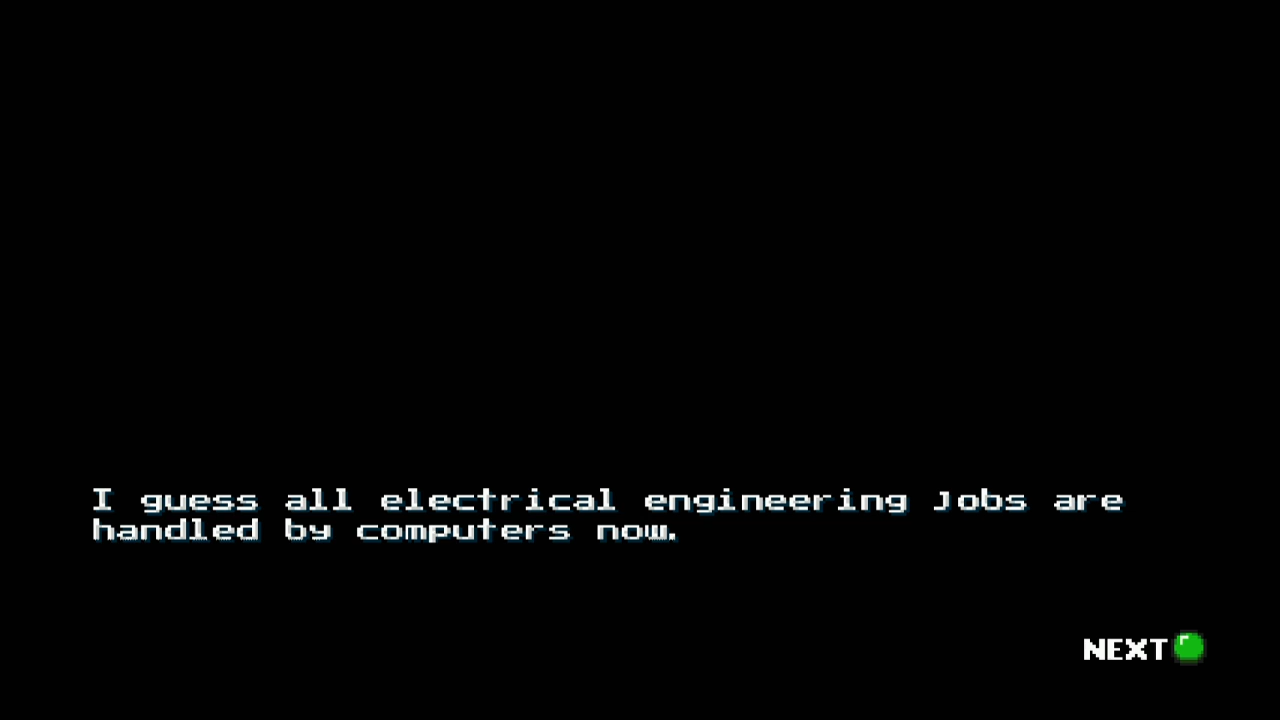 I guess all electrical engineering Jobs are
handled by computers now.
NEXT